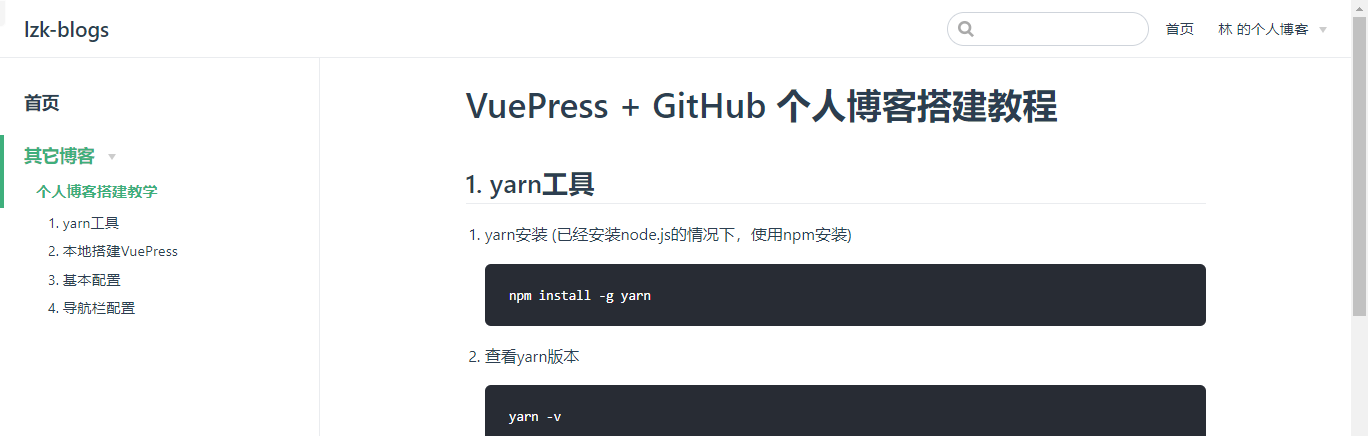 lzk-blogs
首页
林 的个人博客
首页
其它博客
个人博客搭建教学
1. yarn工具
2. 本地搭建VuePress
3. 基本配置
4. 导航栏配置
VuePress + GitHub 个人博客搭建教程
1. yarn工具
1. yarn安装 (已经安装node.js的情况下，使用npm安装)
npm install -g yarn
2. 查看yarn版本
yarn -v